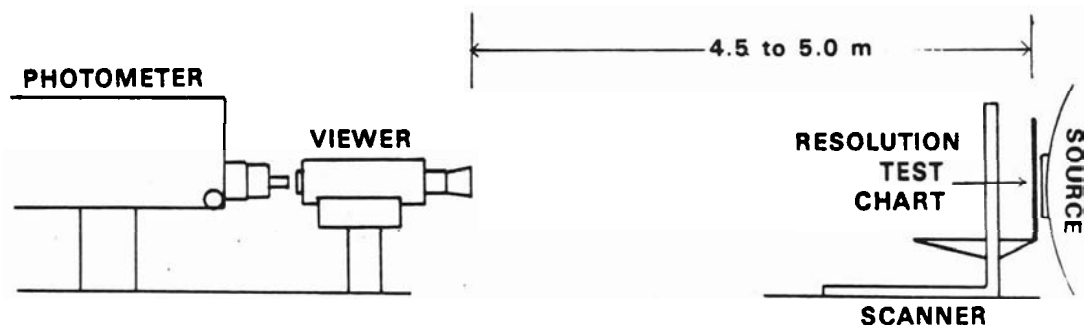 4.5 to 5.0 m
PHOTOMETER
VIEWER
RESOLUTION
TEST
CHART
SOURCE
SCANNER